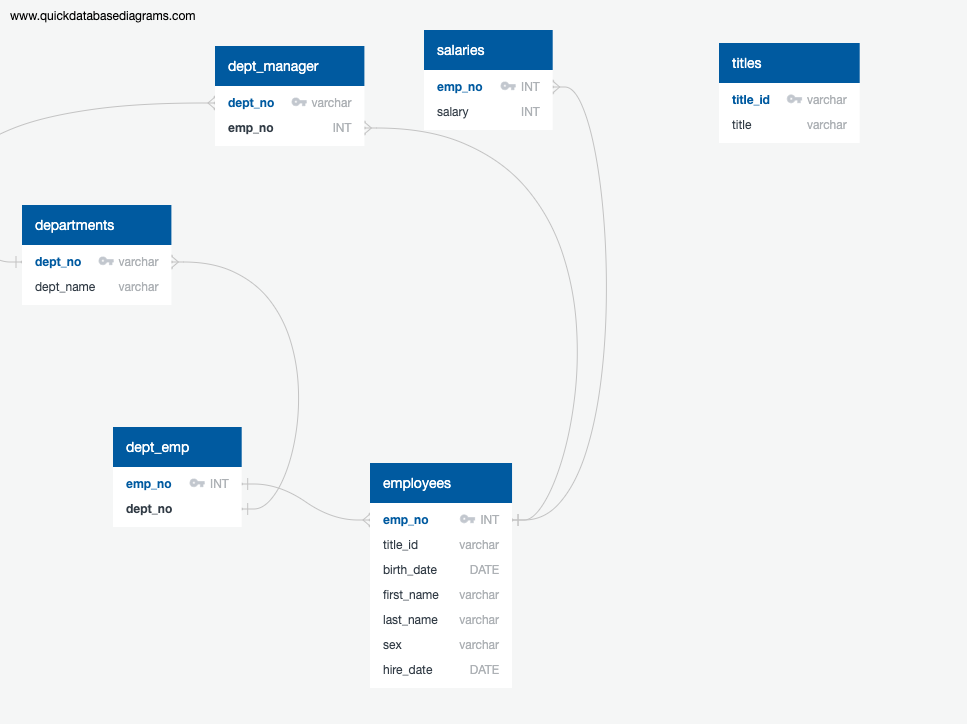 www.quickdatabasediagrams.com
dept_manager
dept_no varchar
emp_no INT
salaries
emp_no INT
salary INT
titles
title_id varchar
title varchar
departments
dept_no varchar
dept_name varchar
dept_emp
emp_no INT
dept_no
employees
emp_no INT
title_id varchar
birth_date DATE
first_name varchar
last_name varchar
sex varchar
hire_date DATE